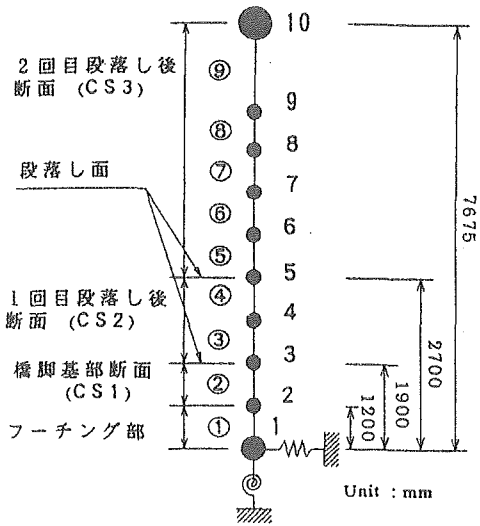 10
2回目段落し後
断面 (CS3)
⑨
9
⑧
8
⑦
7
段落し面
⑥
6
⑤
5
④
1回目段落し後
断面 (CS2)
4
③
3
橋脚基部断面
(CS1)
②
2
フーチング部
①
1
1200
1900
2700
7675
Unit : mm